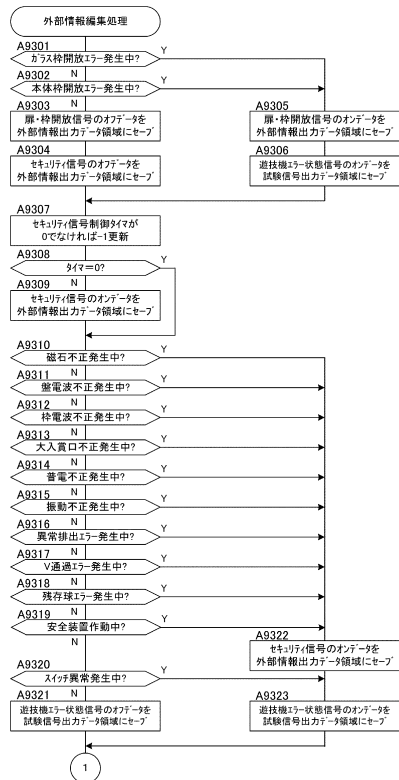 外部情報編集処理
A9301
ガラス枠開放エラー発生中?
Y
N
A9302
本体枠開放エラー発生中?
Y
N
A9303
扉・枠開放信号のオフデータを
外部情報出力データ領域にセーブ
A9304
セキュリティ信号のオフデータを
外部情報出力データ領域にセーブ
A9305
扉・枠開放信号のオンデータを
外部情報出力データ領域にセーブ
A9306
遊技機エラー状態信号のオンデータを
試験信号出力データ領域にセーブ
A9307
セキュリティ信号制御タイマが
0でなければ-1更新
A9308
タイマ=0?
Y
N
A9309
セキュリティ信号のオンデータを
外部情報出力データ領域にセーブ
A9310
磁石不正発生中?
Y
N
A9311
盤電波不正発生中?
Y
N
A9312
枠電波不正発生中?
Y
N
A9313
大入賞口不正発生中?
Y
N
A9314
普電不正発生中?
Y
N
A9315
振動不正発生中?
Y
N
A9316
異常排出エラー発生中?
Y
N
A9317
V通過エラー発生中?
Y
N
A9318
残存球エラー発生中?
Y
N
A9319
安全装置作動中?
Y
N
A9322
セキュリティ信号のオンデータを
外部情報出力データ領域にセーブ
A9320
スイッチ異常発生中?
Y
N
A9321
遊技機エラー状態信号のオフデータを
試験信号出力データ領域にセーブ
A9323
遊技機エラー状態信号のオンデータを
試験信号出力データ領域にセーブ
1